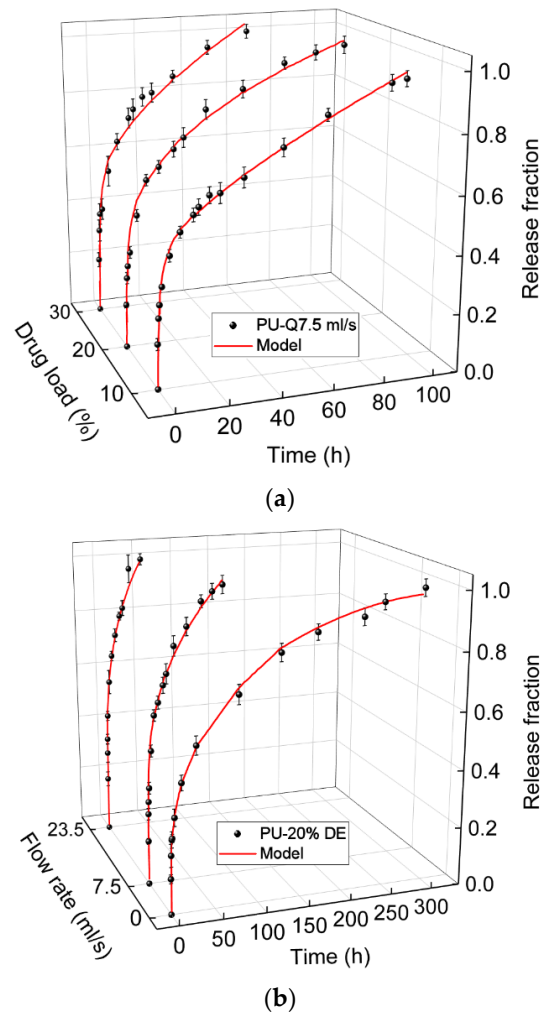 1.0
0.8
0.6
0.4
0.2
0.0
Release fraction
30
20
10
Drug load (%)
PU-Q7.5 ml/s
Model
0 20 40 60 80 100
Time (h)
(a)
1.0
0.8
0.6
0.4
0.2
0.0
Release fraction
23.5
7.5
0
Flow rate (ml/s)
PU-20% DE
Model
0 50 100 150 200 250 300
Time (h)
(b)